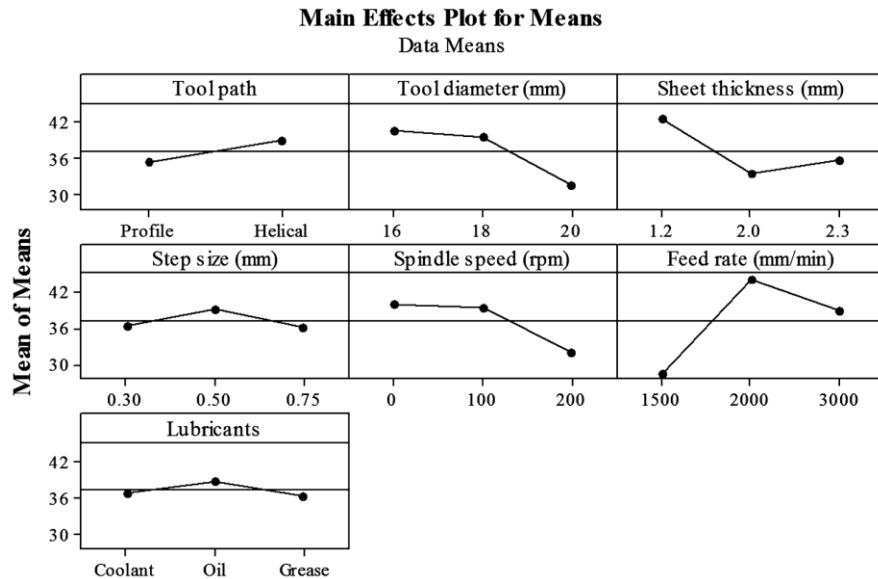 Main Effects Plot for Means
Data Means
Mean of Means
Tool path
Tool diameter (mm)
Sheet thickness (mm)
42
36
30
Profile
Helical
16
18
20
1.2
2.0
2.3
Step size (mm)
Spindle speed (rpm)
Feed rate (mm/min)
42
36
30
0.30
0.50
0.75
0
100
200
1500
2000
3000
Lubricants
42
36
30
Coolant
Oil
Grease